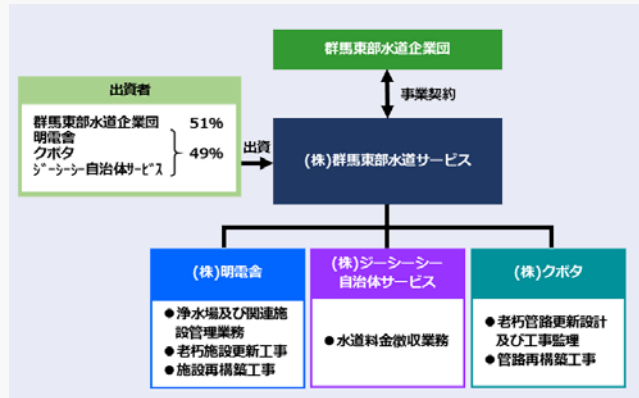 群馬東部水道企業団
事業契約
出資者
群馬東部水道企業団 51%
明電舎
クボタ 49%
ジーシーシー自治体サービス
出資
(株)群馬東部水道サービス
(株)明電舎
●浄水場及び関連施
設管理業務
●老朽施設更新工事
●施設再構築工事
(株)ジーシーシー
自治体サービス
●水道料金徴収業務
(株)クボタ
●老朽管路更新設計
及び工事監理
●管路再構築工事